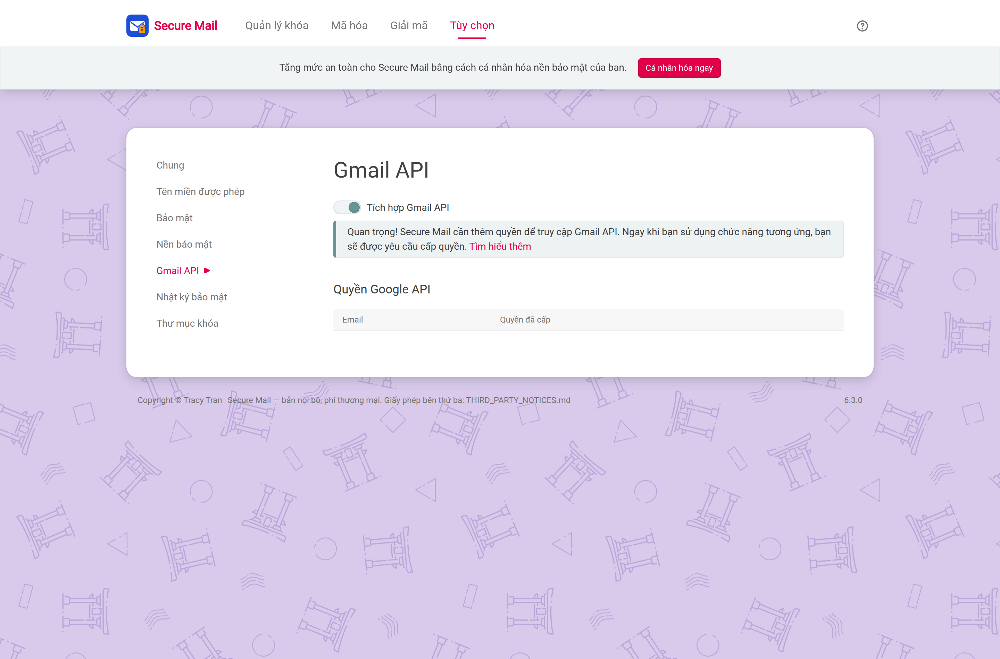 Secure Mail
Quản lý khóa
Mã hóa
Giải mã
Tùy chọn
Tăng mức an toàn cho Secure Mail bằng cách cá nhân hóa nền bảo mật của bạn.
Cá nhân hóa ngay
Chung
Tên miền được phép
Bảo mật
Nền bảo mật
Gmail API
Nhật ký bảo mật
Thư mục khóa
Gmail API
Tích hợp Gmail API
Quan trọng! Secure Mail cần thêm quyền để truy cập Gmail API. Ngay khi bạn sử dụng chức năng tương ứng, bạn
sẽ được yêu cầu cấp quyền. Tìm hiểu thêm
Quyền Google API
Email
Quyền đã cấp
Copyright © Tracy Tran Secure Mail — bản nội bộ, phi thương mại. Giấy phép bên thứ ba: THIRD_PARTY_NOTICES.md
6.3.0